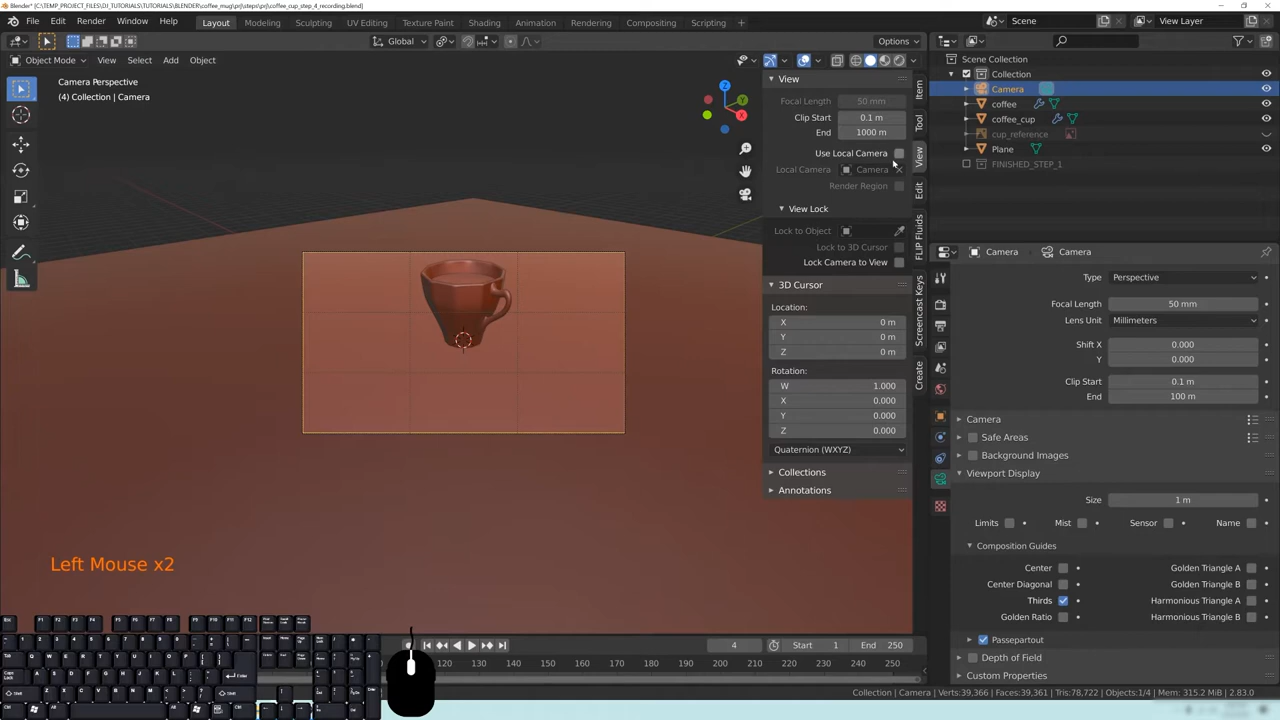 Blender* [C:\TEMP_PROJECT_FILES\DJ_TUTORIALS\TUTORIALS\BLENDER\coffee_mug\prj\steps\prj\coffee_cup_step_4_recording.blend]
File Edit Render Window Help
Layout Modeling Sculpting UV Editing Texture Paint Shading Animation Rendering Compositing Scripting
Scene View Layer
Global Options
Object Mode View Select Add Object
Camera Perspective
(4) Collection | Camera
View
Focal Length 50 mm
Clip Start 0.1 m
End 1000 m
Use Local Camera
Local Camera Camera
Render Region
View Lock
Lock to Object
Lock to 3D Cursor
Lock Camera to View
3D Cursor
Location:
X 0 m
Y 0 m
Z 0 m
Rotation:
W 1.000
X 0.000
Y 0.000
Z 0.000
Quaternion (WXYZ)
Collections
Annotations
Item
Tool
View
Edit
FLIP Fluids
Screencast Keys
Create
Z
Y
Scene Collection
Collection
Camera
coffee
coffee_cup
cup_reference
Plane
FINISHED_STEP_1
Camera Camera
Type Perspective
Focal Length 50 mm
Lens Unit Millimeters
Shift X 0.000
Y 0.000
Clip Start 0.1 m
End 100 m
Camera
Safe Areas
Background Images
Viewport Display
Size 1 m
Limits Mist Sensor Name
Composition Guides
Center Golden Triangle A
Center Diagonal Golden Triangle B
Thirds Harmonious Triangle A
Golden Ratio Harmonious Triangle B
Passepartout
Depth of Field
Custom Properties
Left Mouse x2
4 Start 1 End 250
120 130 140 150 160 170 180 190 200 210 220 230 240 250
Collection | Camera | Verts:39,366 | Faces:39,361 | Tris:78,722 | Objects:1/4 | Mem: 315.2 MiB | 2.83.0